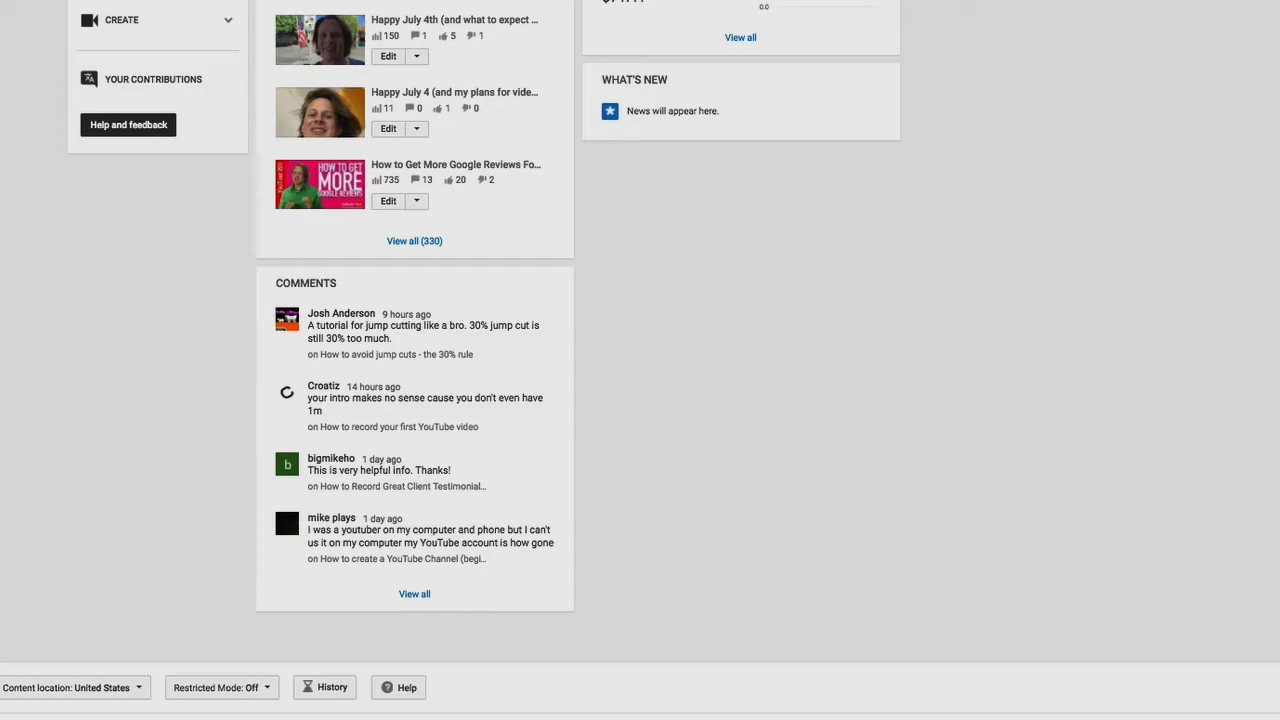 CREATE
YOUR CONTRIBUTIONS
Help and feedback
Happy July 4th (and what to expect ...
150 1 5 1
Edit
Happy July 4 (and my plans for vide...
11 0 1 0
Edit
HOW TO GET
MORE
GOOGLE REVIEWS
How to Get More Google Reviews Fo...
735 13 20 2
Edit
View all (330)
COMMENTS
Josh Anderson 9 hours ago
A tutorial for jump cutting like a bro. 30% jump cut is
still 30% too much.
on How to avoid jump cuts - the 30% rule
Croatiz 14 hours ago
your intro makes no sense cause you don't even have
1m
on How to record your first YouTube video
b
bigmikeho 1 day ago
This is very helpful info. Thanks!
on How to Record Great Client Testimonial...
mike plays 1 day ago
I was a youtuber on my computer and phone but I can't
us it on my computer my YouTube account is how gone
on How to create a YouTube Channel (begi...
View all
0.0
View all
WHAT'S NEW
News will appear here.
Content location: United States
Restricted Mode: Off
History
Help